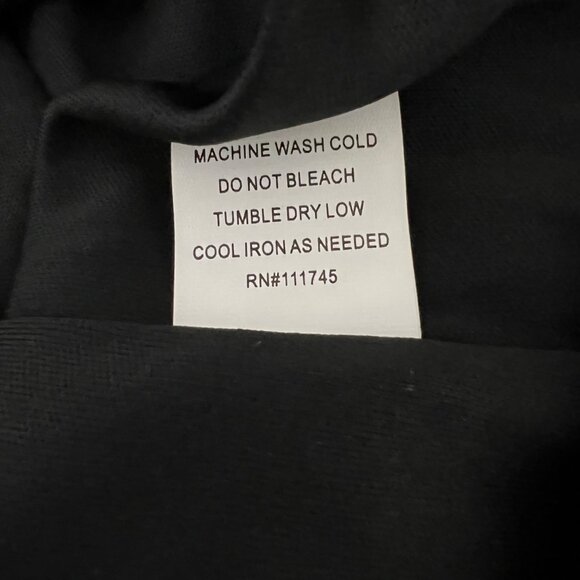 MACHINE WASH COLD
DO NOT BLEACH
TUMBLE DRY LOW
COOL IRON AS NEEDED
RN#111745